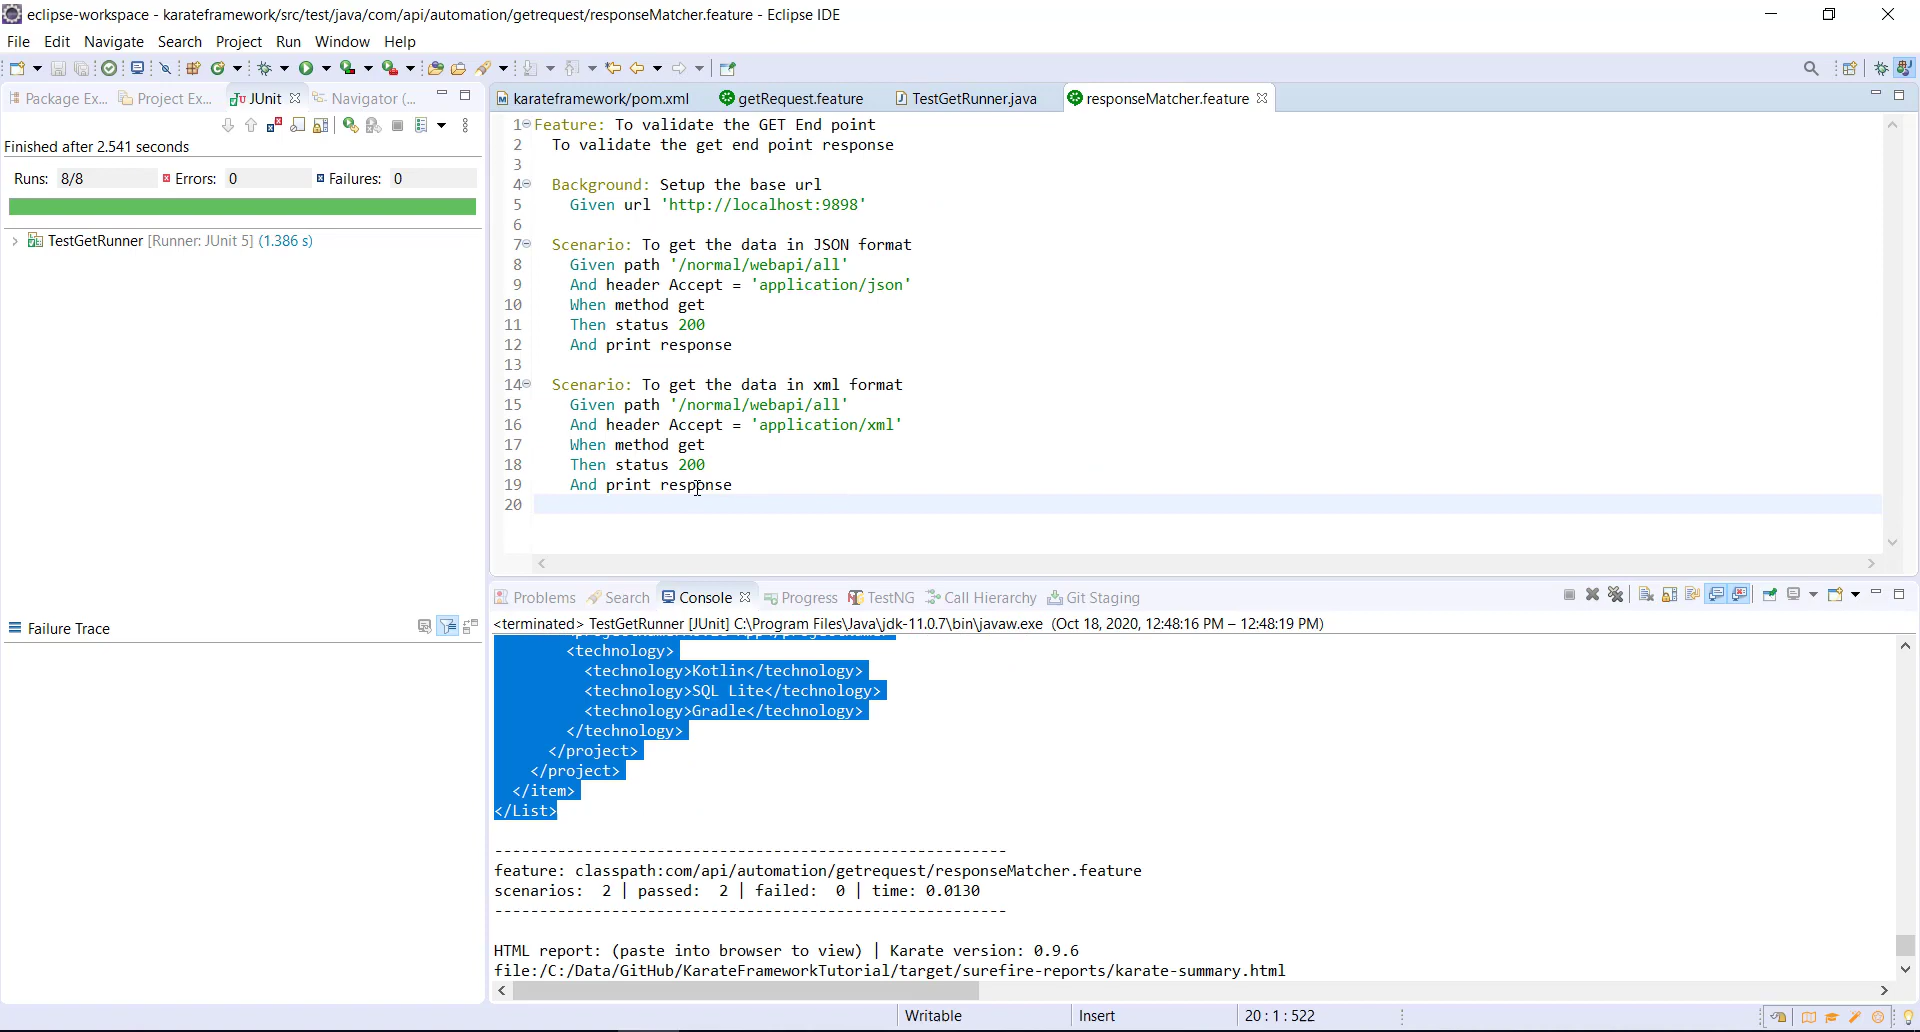 eclipse-workspace - karateframework/src/test/java/com/api/automation/getrequest/responseMatcher.feature - Eclipse IDE
File Edit Navigate Search Project Run Window Help
Package Ex... Project Ex... JUnit Navigator (...
karateframework/pom.xml getRequest.feature TestGetRunner.java responseMatcher.feature
Finished after 2.541 seconds
Runs: 8/8 Errors: 0 Failures: 0
TestGetRunner [Runner: JUnit 5] (1.386 s)
Failure Trace
1 Feature: To validate the GET End point
2 To validate the get end point response
3
4 Background: Setup the base url
5 Given url 'http://localhost:9898'
6
7 Scenario: To get the data in JSON format
8 Given path '/normal/webapi/all'
9 And header Accept = 'application/json'
10 When method get
11 Then status 200
12 And print response
13
14 Scenario: To get the data in xml format
15 Given path '/normal/webapi/all'
16 And header Accept = 'application/xml'
17 When method get
18 Then status 200
19 And print response
20
Problems Search Console Progress TestNG Call Hierarchy Git Staging
<terminated> TestGetRunner [JUnit] C:\Program Files\Java\jdk-11.0.7\bin\javaw.exe (Oct 18, 2020, 12:48:16 PM – 12:48:19 PM)
<technology>
<technology>Kotlin</technology>
<technology>SQL Lite</technology>
<technology>Gradle</technology>
</technology>
</project>
</project>
</item>
</List>
---------------------------------------------------------
feature: classpath:com/api/automation/getrequest/responseMatcher.feature
scenarios: 2 | passed: 2 | failed: 0 | time: 0.0130
---------------------------------------------------------
HTML report: (paste into browser to view) | Karate version: 0.9.6
file:/C:/Data/GitHub/KarateFrameworkTutorial/target/surefire-reports/karate-summary.html
Writable Insert 20 : 1 : 522